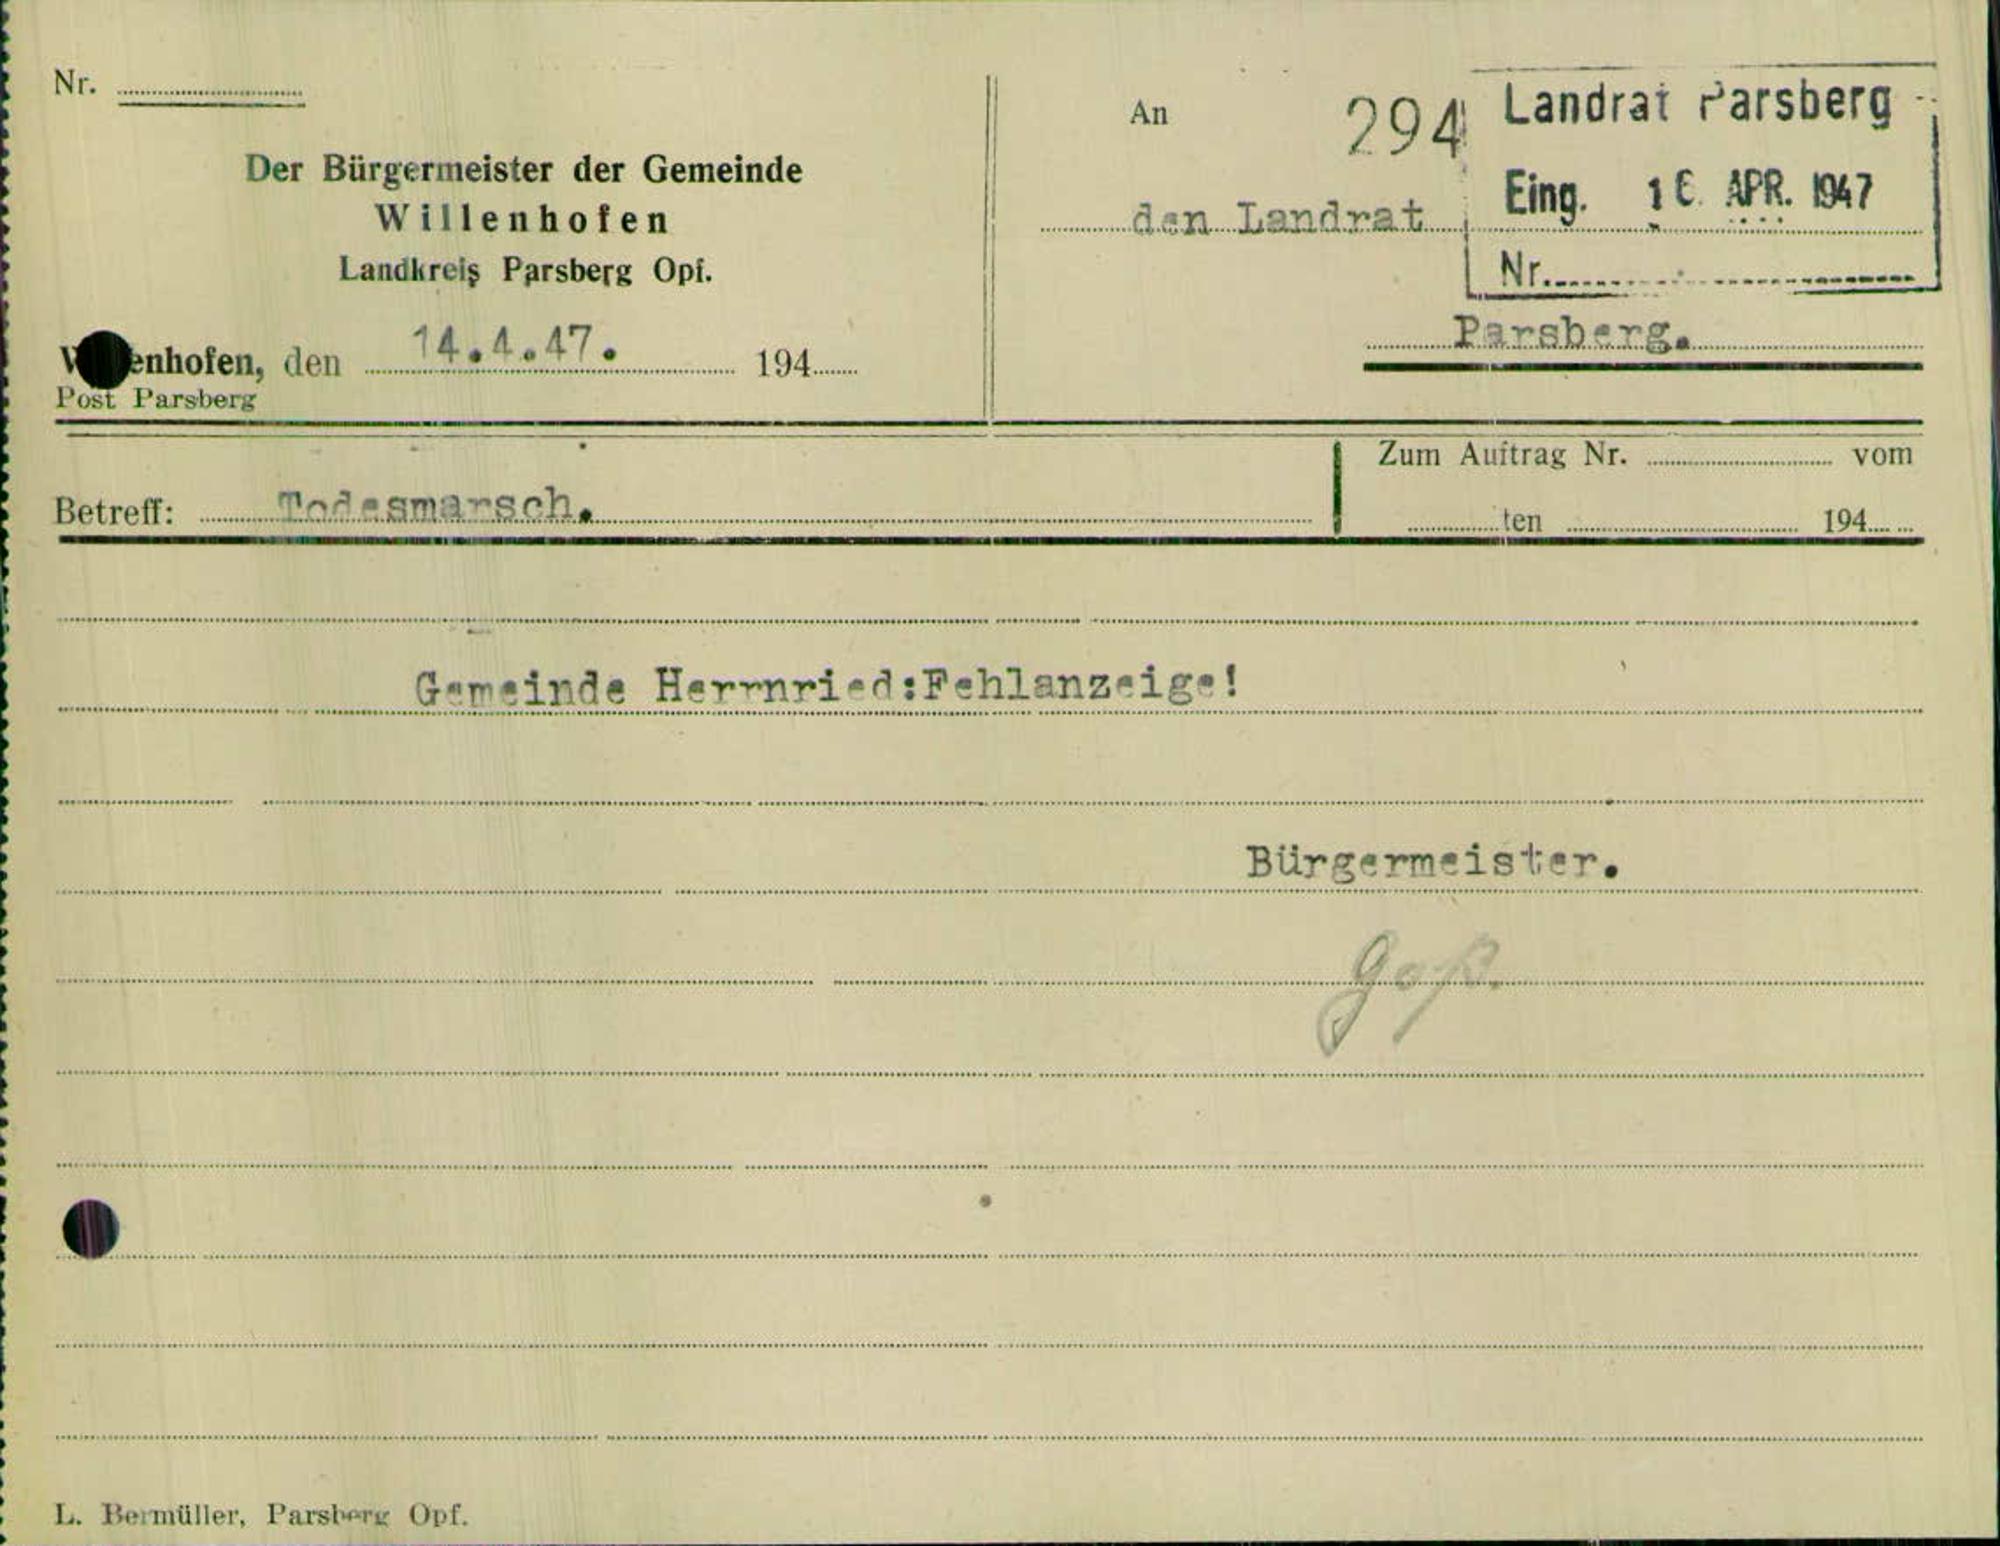 Nr.
Der Bürgermeister der Gemeinde
Willenhofen
Landkreis Parsberg Opf.
Willenhofen, den 14.4.47. 194
Post Parsberg
An
294
den Landrat
Landrat Parsberg
Eing. 16. APR. 1947
Nr.
Parsberg.
Betreff: Todesmarsch.
Zum Auftrag Nr. vom
ten 194
Gemeinde Herrnried:Fehlanzeige!
Bürgermeister.
L. Bermüller, Parsberg Opf.